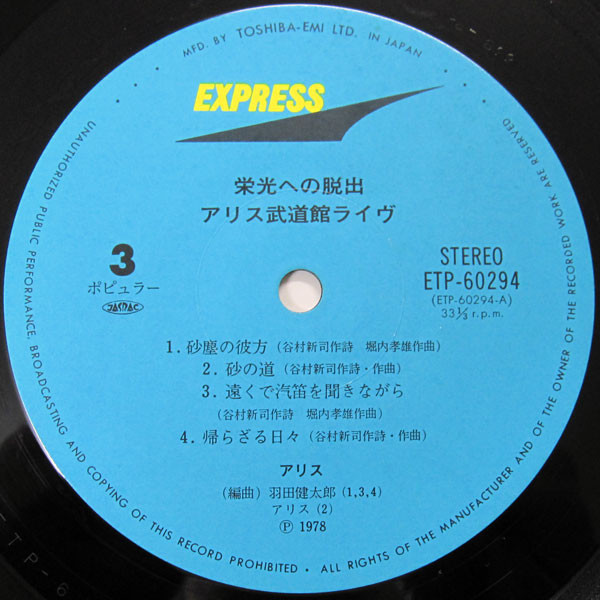 MFD. BY TOSHIBA-EMI LTD. IN JAPAN
EXPRESS
栄光への脱出
アリス武道館ライヴ
3
ポピュラー
JASRAC
STEREO
ETP-60294
(ETP-60294-A)
33⅓ r.p.m.
1. 砂塵の彼方 (谷村新司作詩 堀内孝雄作曲)
2. 砂の道 (谷村新司作詩・作曲)
3. 遠くで汽笛を聞きながら
(谷村新司作詩 堀内孝雄作曲)
4. 帰らざる日々 (谷村新司作詩・作曲)
アリス
(編曲) 羽田健太郎 (1,3,4)
アリス (2)
Ⓟ 1978
UNAUTHORIZED PUBLIC PERFORMANCE, BROADCASTING AND COPYING OF THIS RECORD PROHIBITED • ALL RIGHTS OF THE MANUFACTURER AND OF THE OWNER OF THE RECORDED WORK ARE RESERVED